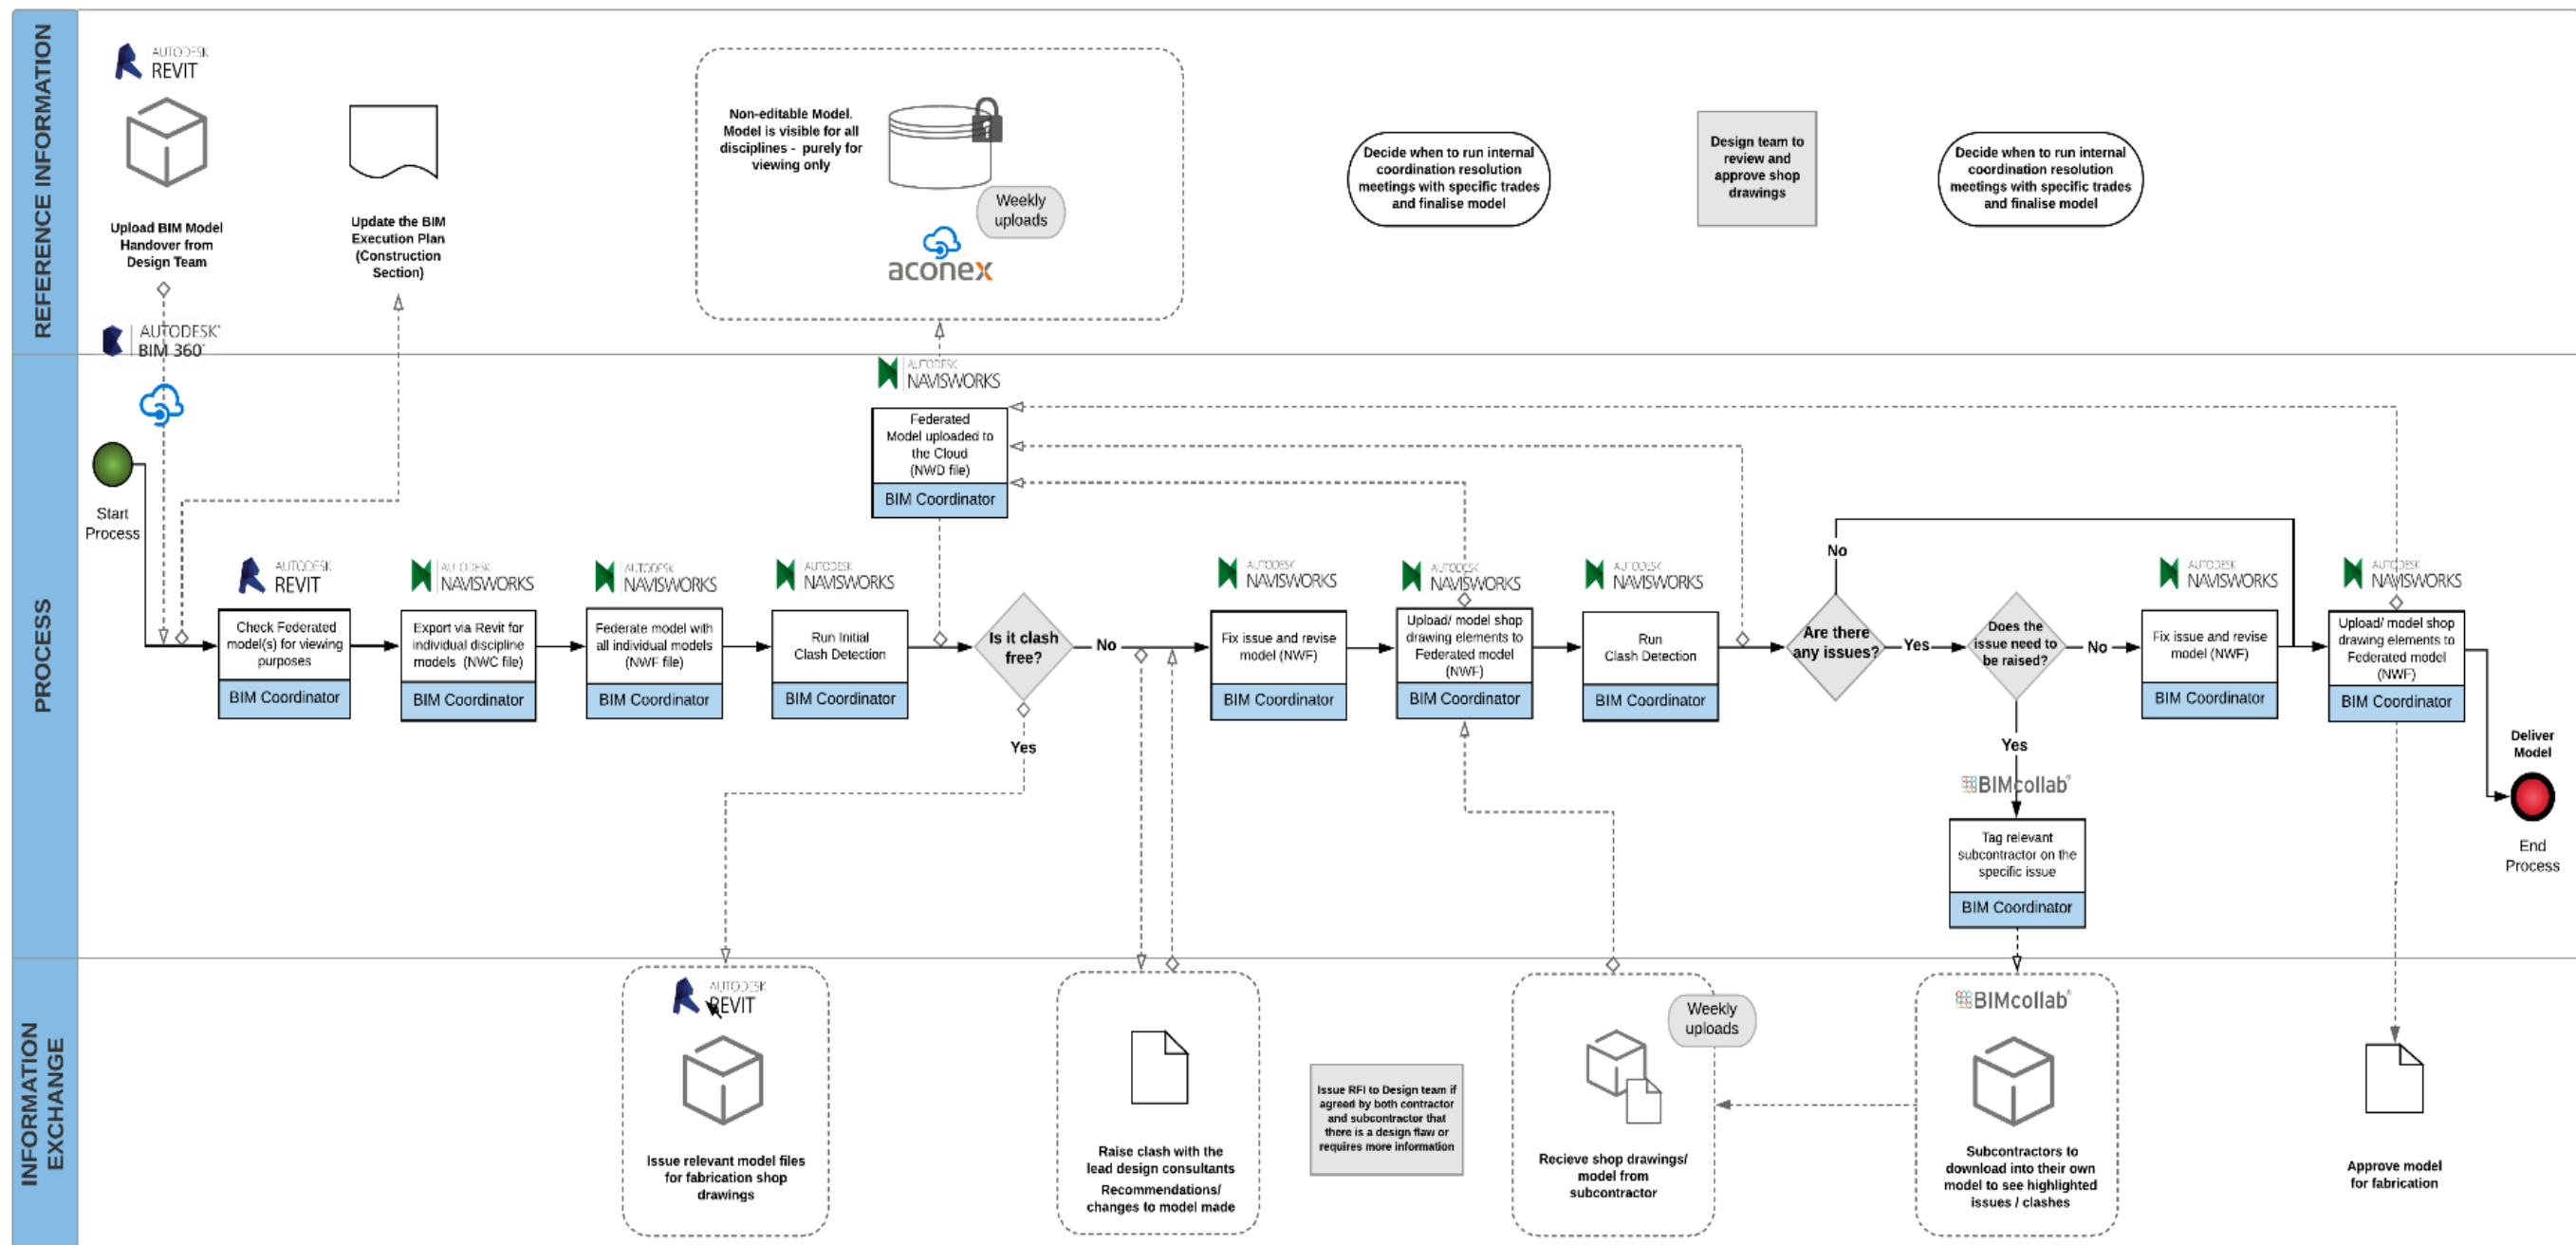 REFERENCE INFORMATION
AUTODESK
REVIT
Upload BIM Model
Handover from
Design Team
AUTODESK
BIM 360
Update the BIM
Execution Plan
(Construction
Section)
Non-editable Model.
Model is visible for all
disciplines - purely for
viewing only
Weekly
uploads
aconex
Decide when to run internal
coordination resolution
meetings with specific trades
and finalise model
Design team to
review and
approve shop
drawings
Decide when to run internal
coordination resolution
meetings with specific trades
and finalise model
PROCESS
Start
Process
AUTODESK
REVIT
Check Federated
model(s) for viewing
purposes
BIM Coordinator
AUTODESK
NAVISWORKS
Export via Revit for
individual discipline
models (NWC file)
BIM Coordinator
AUTODESK
NAVISWORKS
Federate model with
all individual models
(NWF file)
BIM Coordinator
AUTODESK
NAVISWORKS
Run Initial
Clash Detection
BIM Coordinator
AUTODESK
NAVISWORKS
Federated
Model uploaded to
the Cloud
(NWD file)
BIM Coordinator
Is it clash
free?
No
Yes
AUTODESK
NAVISWORKS
Fix issue and revise
model (NWF)
BIM Coordinator
AUTODESK
NAVISWORKS
Upload/ model shop
drawing elements to
Federated model
(NWF)
BIM Coordinator
AUTODESK
NAVISWORKS
Run
Clash Detection
BIM Coordinator
Are there
any issues?
No
Yes
Does the
issue need to
be raised?
No
Yes
BIMcollab
Tag relevant
subcontractor on the
specific issue
BIM Coordinator
AUTODESK
NAVISWORKS
Fix issue and revise
model (NWF)
BIM Coordinator
AUTODESK
NAVISWORKS
Upload/ model shop
drawing elements to
Federated model
(NWF)
BIM Coordinator
Deliver
Model
End
Process
INFORMATION
EXCHANGE
AUTODESK
REVIT
Issue relevant model files
for fabrication shop
drawings
Raise clash with the
lead design consultants
Recommendations/
changes to model made
Issue RFI to Design team if
agreed by both contractor
and subcontractor that
there is a design flaw or
requires more information
Weekly
uploads
Recieve shop drawings/
model from
subcontractor
BIMcollab
Subcontractors to
download into their own
model to see highlighted
issues / clashes
Approve model
for fabrication